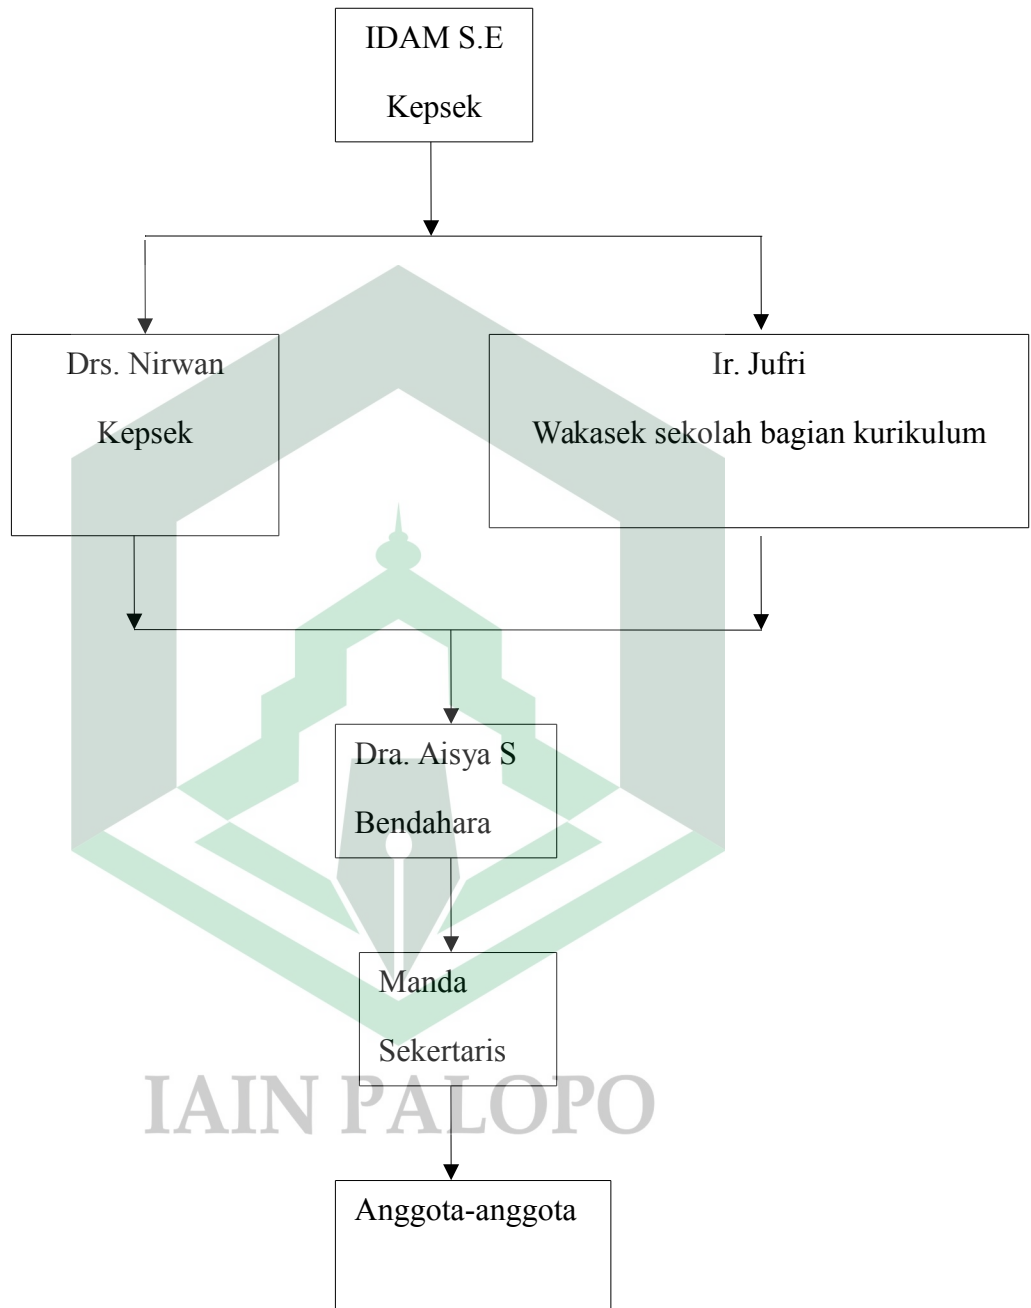 IDAM S.E
Kepsek
Drs. Nirwan
Kepsek
Ir. Jufri
Wakasek sekolah bagian kurikulum
Dra. Aisya S
Bendahara
Manda
Sekertaris
IAIN PALOPO
Anggota-anggota